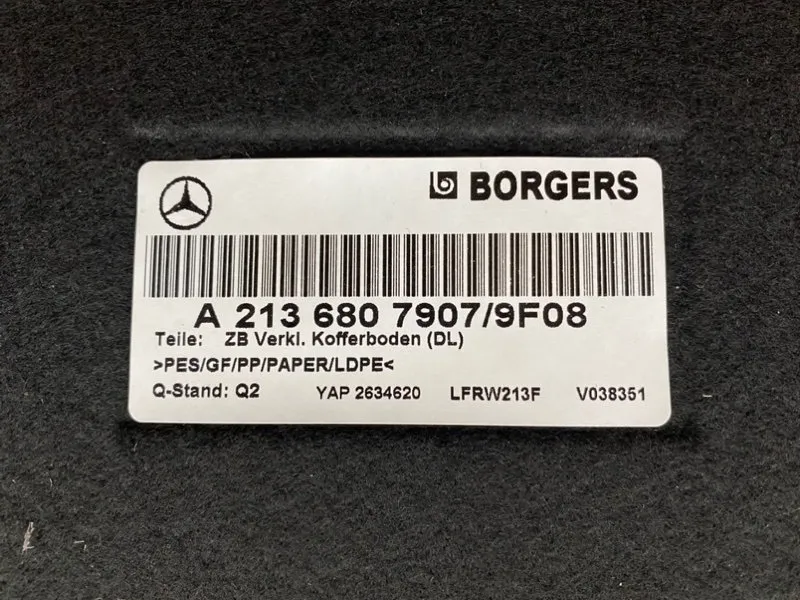 BORGERS
A 213 680 7907/9F08
Teile: ZB Verkl. Kofferboden (DL)
>PES/GF/PP/PAPER/LDPE<
Q-Stand: Q2 YAP 2634620 LFRW213F V038351